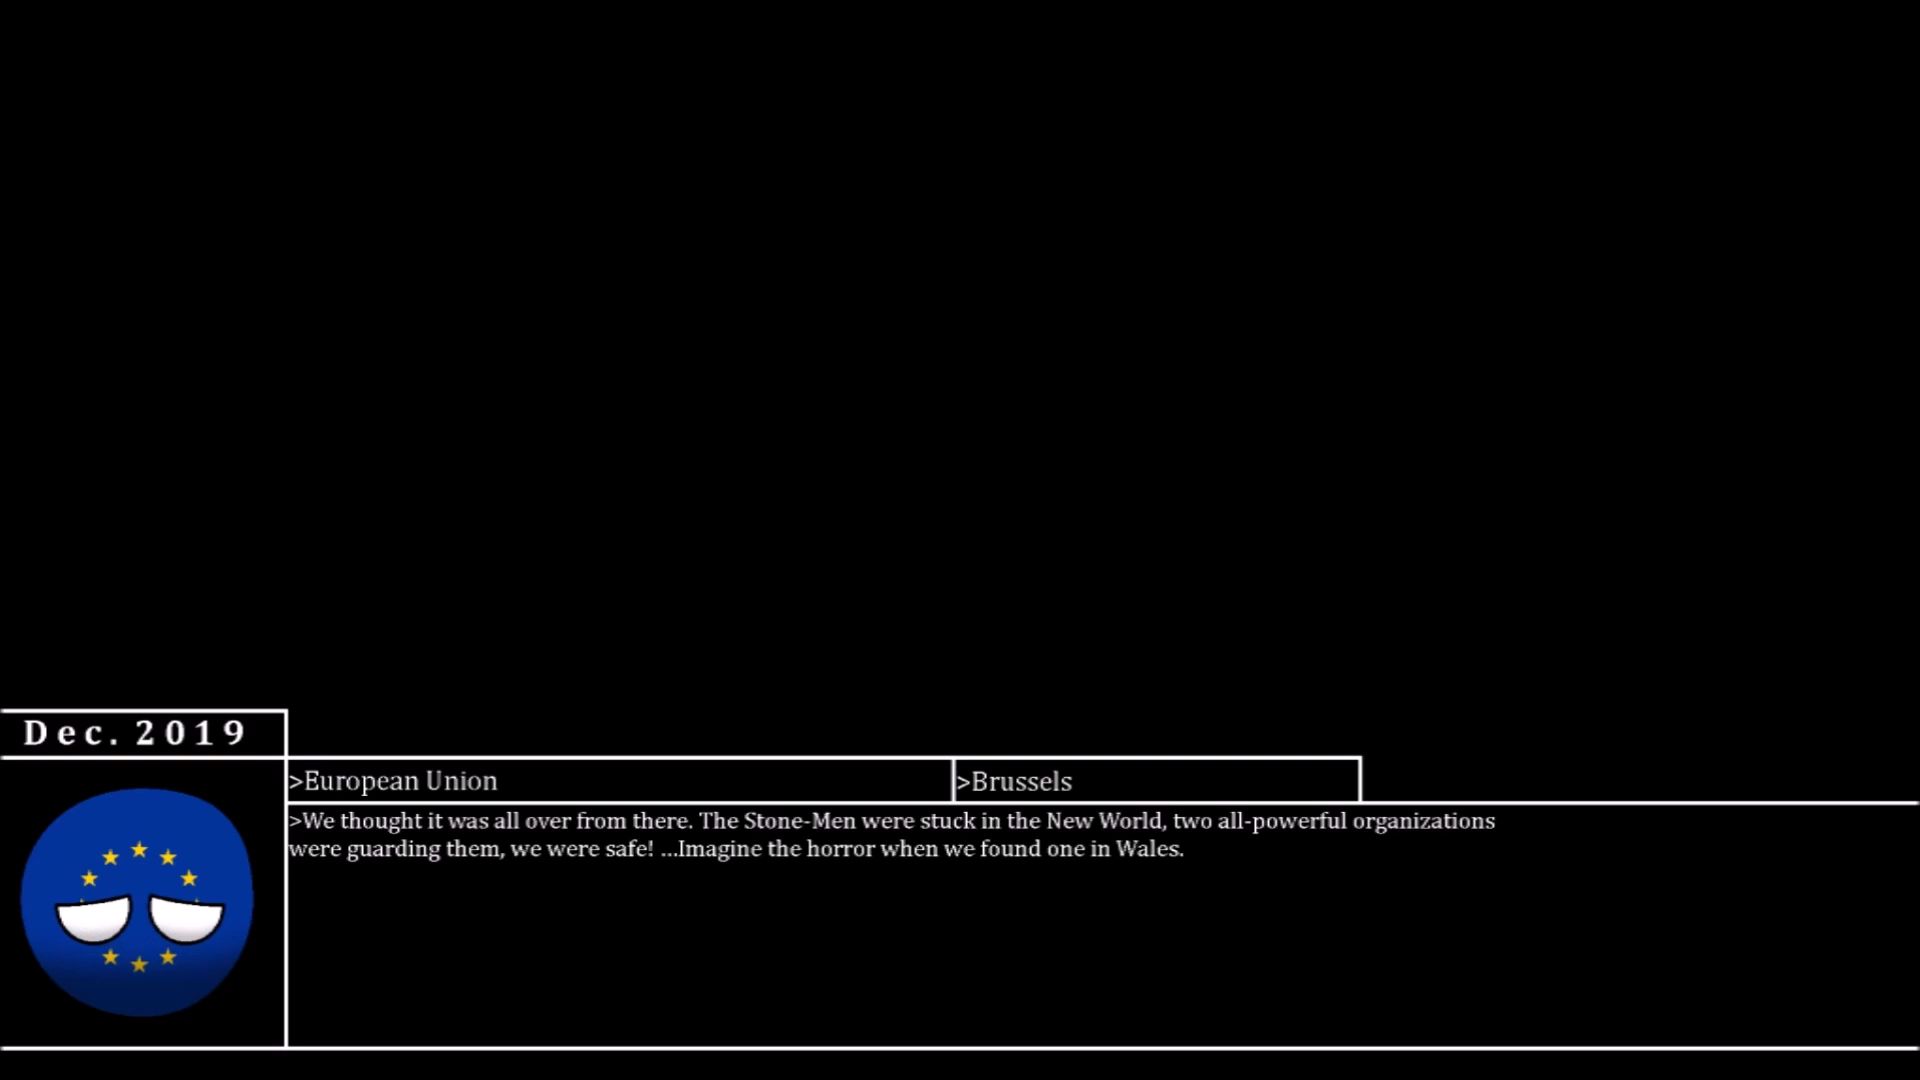 Dec. 2019
>European Union
>Brussels
>We thought it was all over from there. The Stone-Men were stuck in the New World, two all-powerful organizations
were guarding them, we were safe! ...Imagine the horror when we found one in Wales.